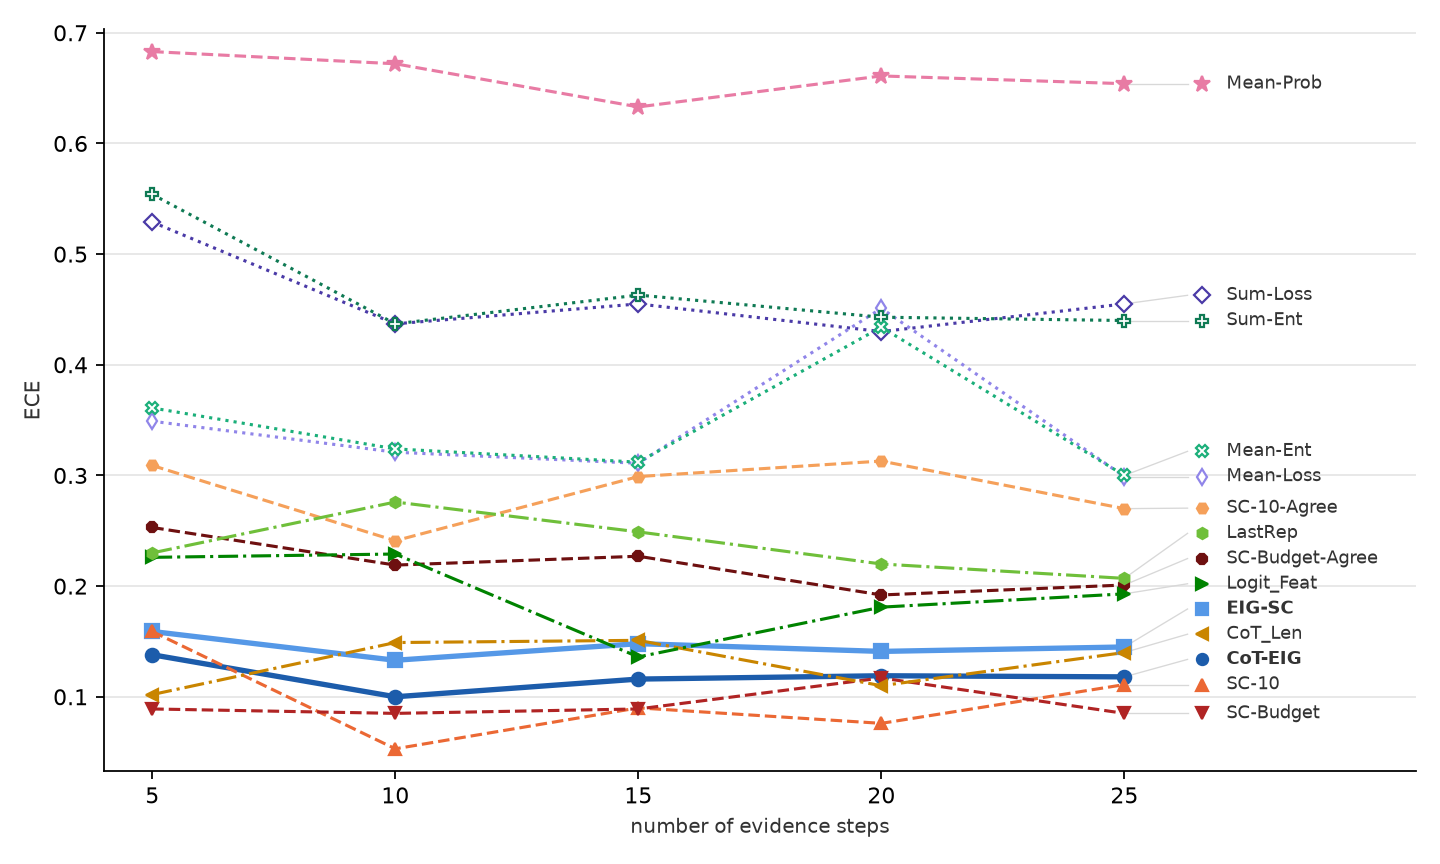 0.7
0.6
0.5
0.4
0.3
0.2
0.1
ECE
5 10 15 20 25
number of evidence steps
Mean-Prob
Sum-Loss
Sum-Ent
Mean-Ent
Mean-Loss
SC-10-Agree
LastRep
SC-Budget-Agree
Logit_Feat
EIG-SC
CoT_Len
CoT-EIG
SC-10
SC-Budget